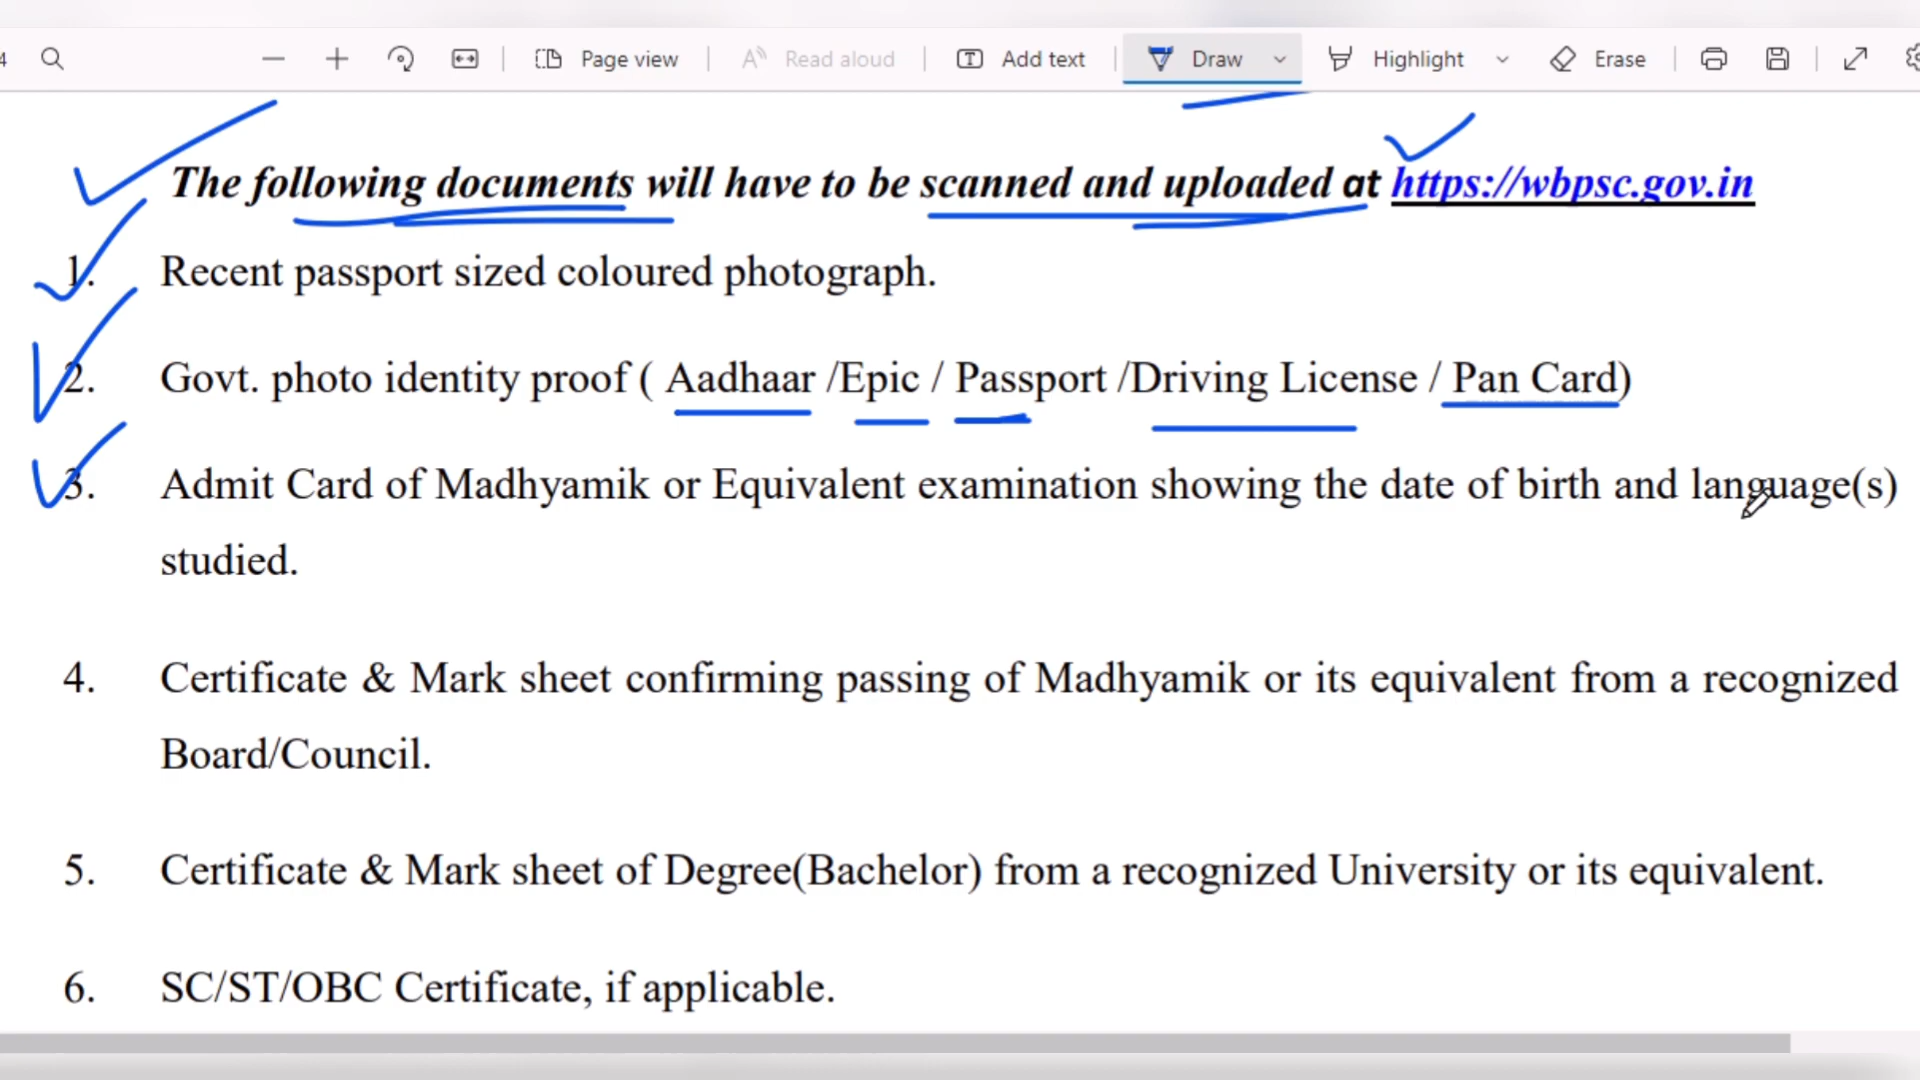 4 Page view Read aloud Add text Draw Highlight Erase
The following documents will have to be scanned and uploaded at https://wbpsc.gov.in
1. Recent passport sized coloured photograph.
2. Govt. photo identity proof ( Aadhaar /Epic / Passport /Driving License / Pan Card)
3. Admit Card of Madhyamik or Equivalent examination showing the date of birth and language(s)
studied.
4. Certificate & Mark sheet confirming passing of Madhyamik or its equivalent from a recognized
Board/Council.
5. Certificate & Mark sheet of Degree(Bachelor) from a recognized University or its equivalent.
6. SC/ST/OBC Certificate, if applicable.